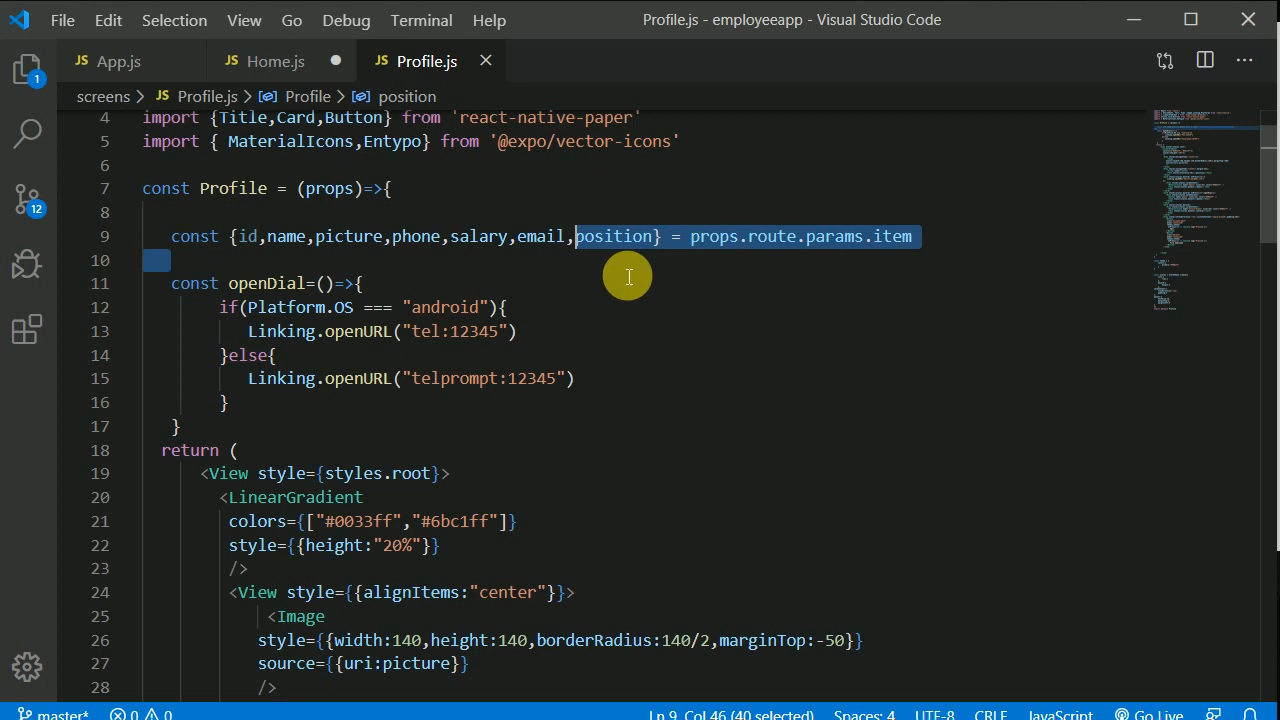 File Edit Selection View Go Debug Terminal Help Profile.js - employeeapp - Visual Studio Code
JS App.js JS Home.js JS Profile.js
1
screens > JS Profile.js > Profile > position
4 import {Title,Card,Button} from 'react-native-paper'
5 import { MaterialIcons,Entypo} from '@expo/vector-icons'
6
7 const Profile = (props)=>{
8
12
9 const {id,name,picture,phone,salary,email,position} = props.route.params.item
10
11 const openDial=()=>{
12 if(Platform.OS === "android"){
13 Linking.openURL("tel:12345")
14 }else{
15 Linking.openURL("telprompt:12345")
16 }
17 }
18 return (
19 <View style={styles.root}>
20 <LinearGradient
21 colors={["#0033ff","#6bc1ff"]}
22 style={{height:"20%"}}
23 />
24 <View style={{alignItems:"center"}}>
25 <Image
26 style={{width:140,height:140,borderRadius:140/2,marginTop:-50}}
27 source={{uri:picture}}
28 />
master* 0 0 Ln 9, Col 46 (40 selected) Spaces: 4 UTF-8 CRLF JavaScript Go Live